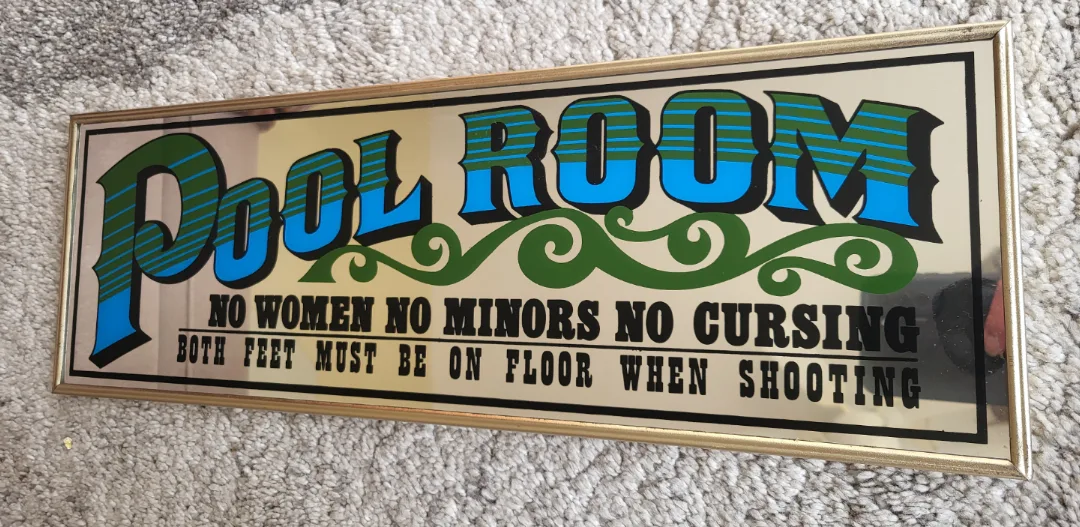 POOL ROOM
NO WOMEN NO MINORS NO CURSING
BOTH FEET MUST BE ON FLOOR WHEN SHOOTING